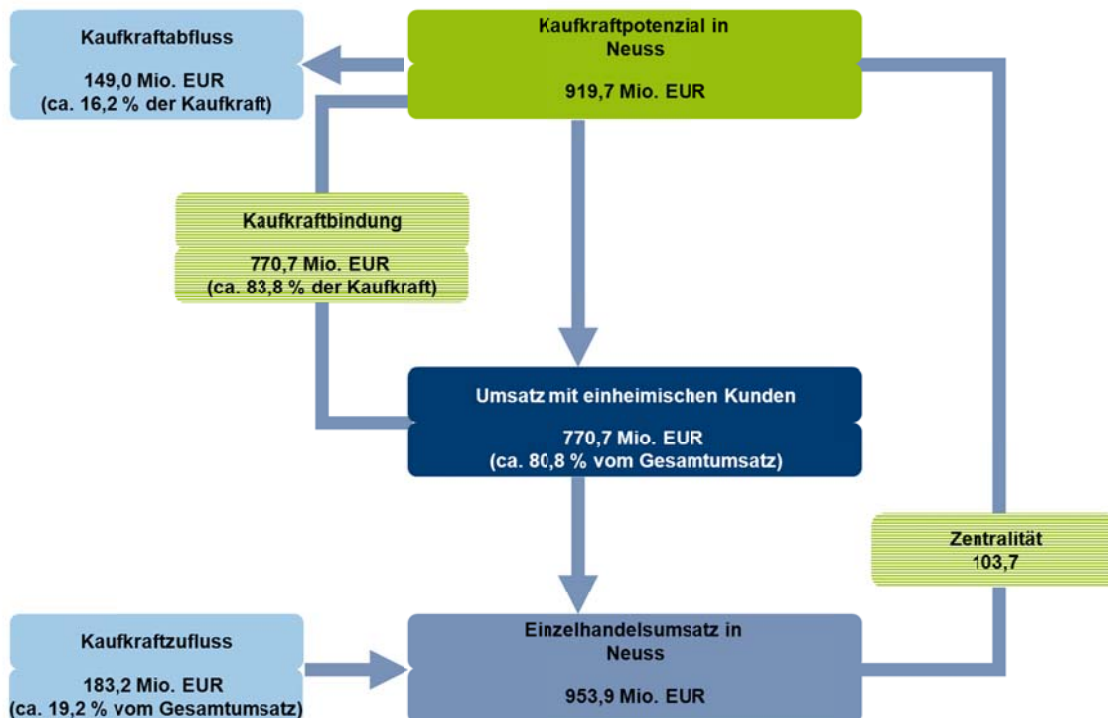 Kaufkraftabfluss
149,0 Mio. EUR
(ca. 16,2 % der Kaufkraft)
Kaufkraftpotenzial in
Neuss
919,7 Mio. EUR
Kaufkraftbindung
770,7 Mio. EUR
(ca. 83,8 % der Kaufkraft)
Umsatz mit einheimischen Kunden
770,7 Mio. EUR
(ca. 80,8 % vom Gesamtumsatz)
Zentralität
103,7
Kaufkraftzufluss
183,2 Mio. EUR
(ca. 19,2 % vom Gesamtumsatz)
Einzelhandelsumsatz in
Neuss
953,9 Mio. EUR